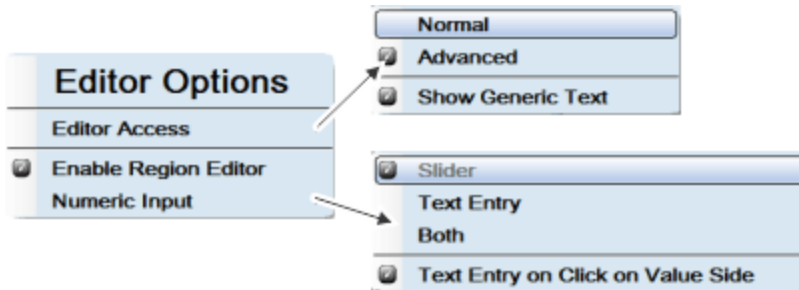 Editor Options
Editor Access
Enable Region Editor
Numeric Input
Normal
Advanced
Show Generic Text
Slider
Text Entry
Both
Text Entry on Click on Value Side